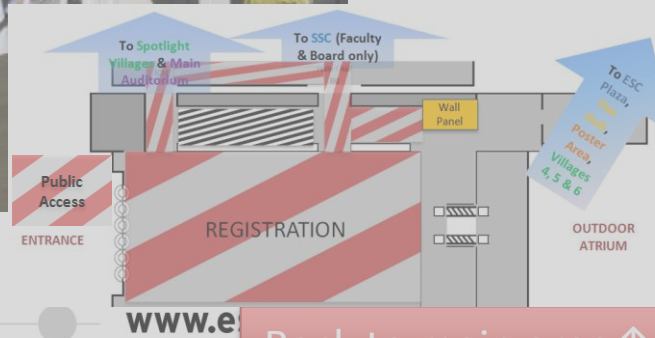 To Spotlight
Villages & Main
Auditorium
To SSC (Faculty
& Board only)
Wall
Panel
To ESC
Plaza,
Poster
Area,
Villages
4, 5 & 6
Public
Access
ENTRANCE
REGISTRATION
OUTDOOR
ATRIUM
www.e